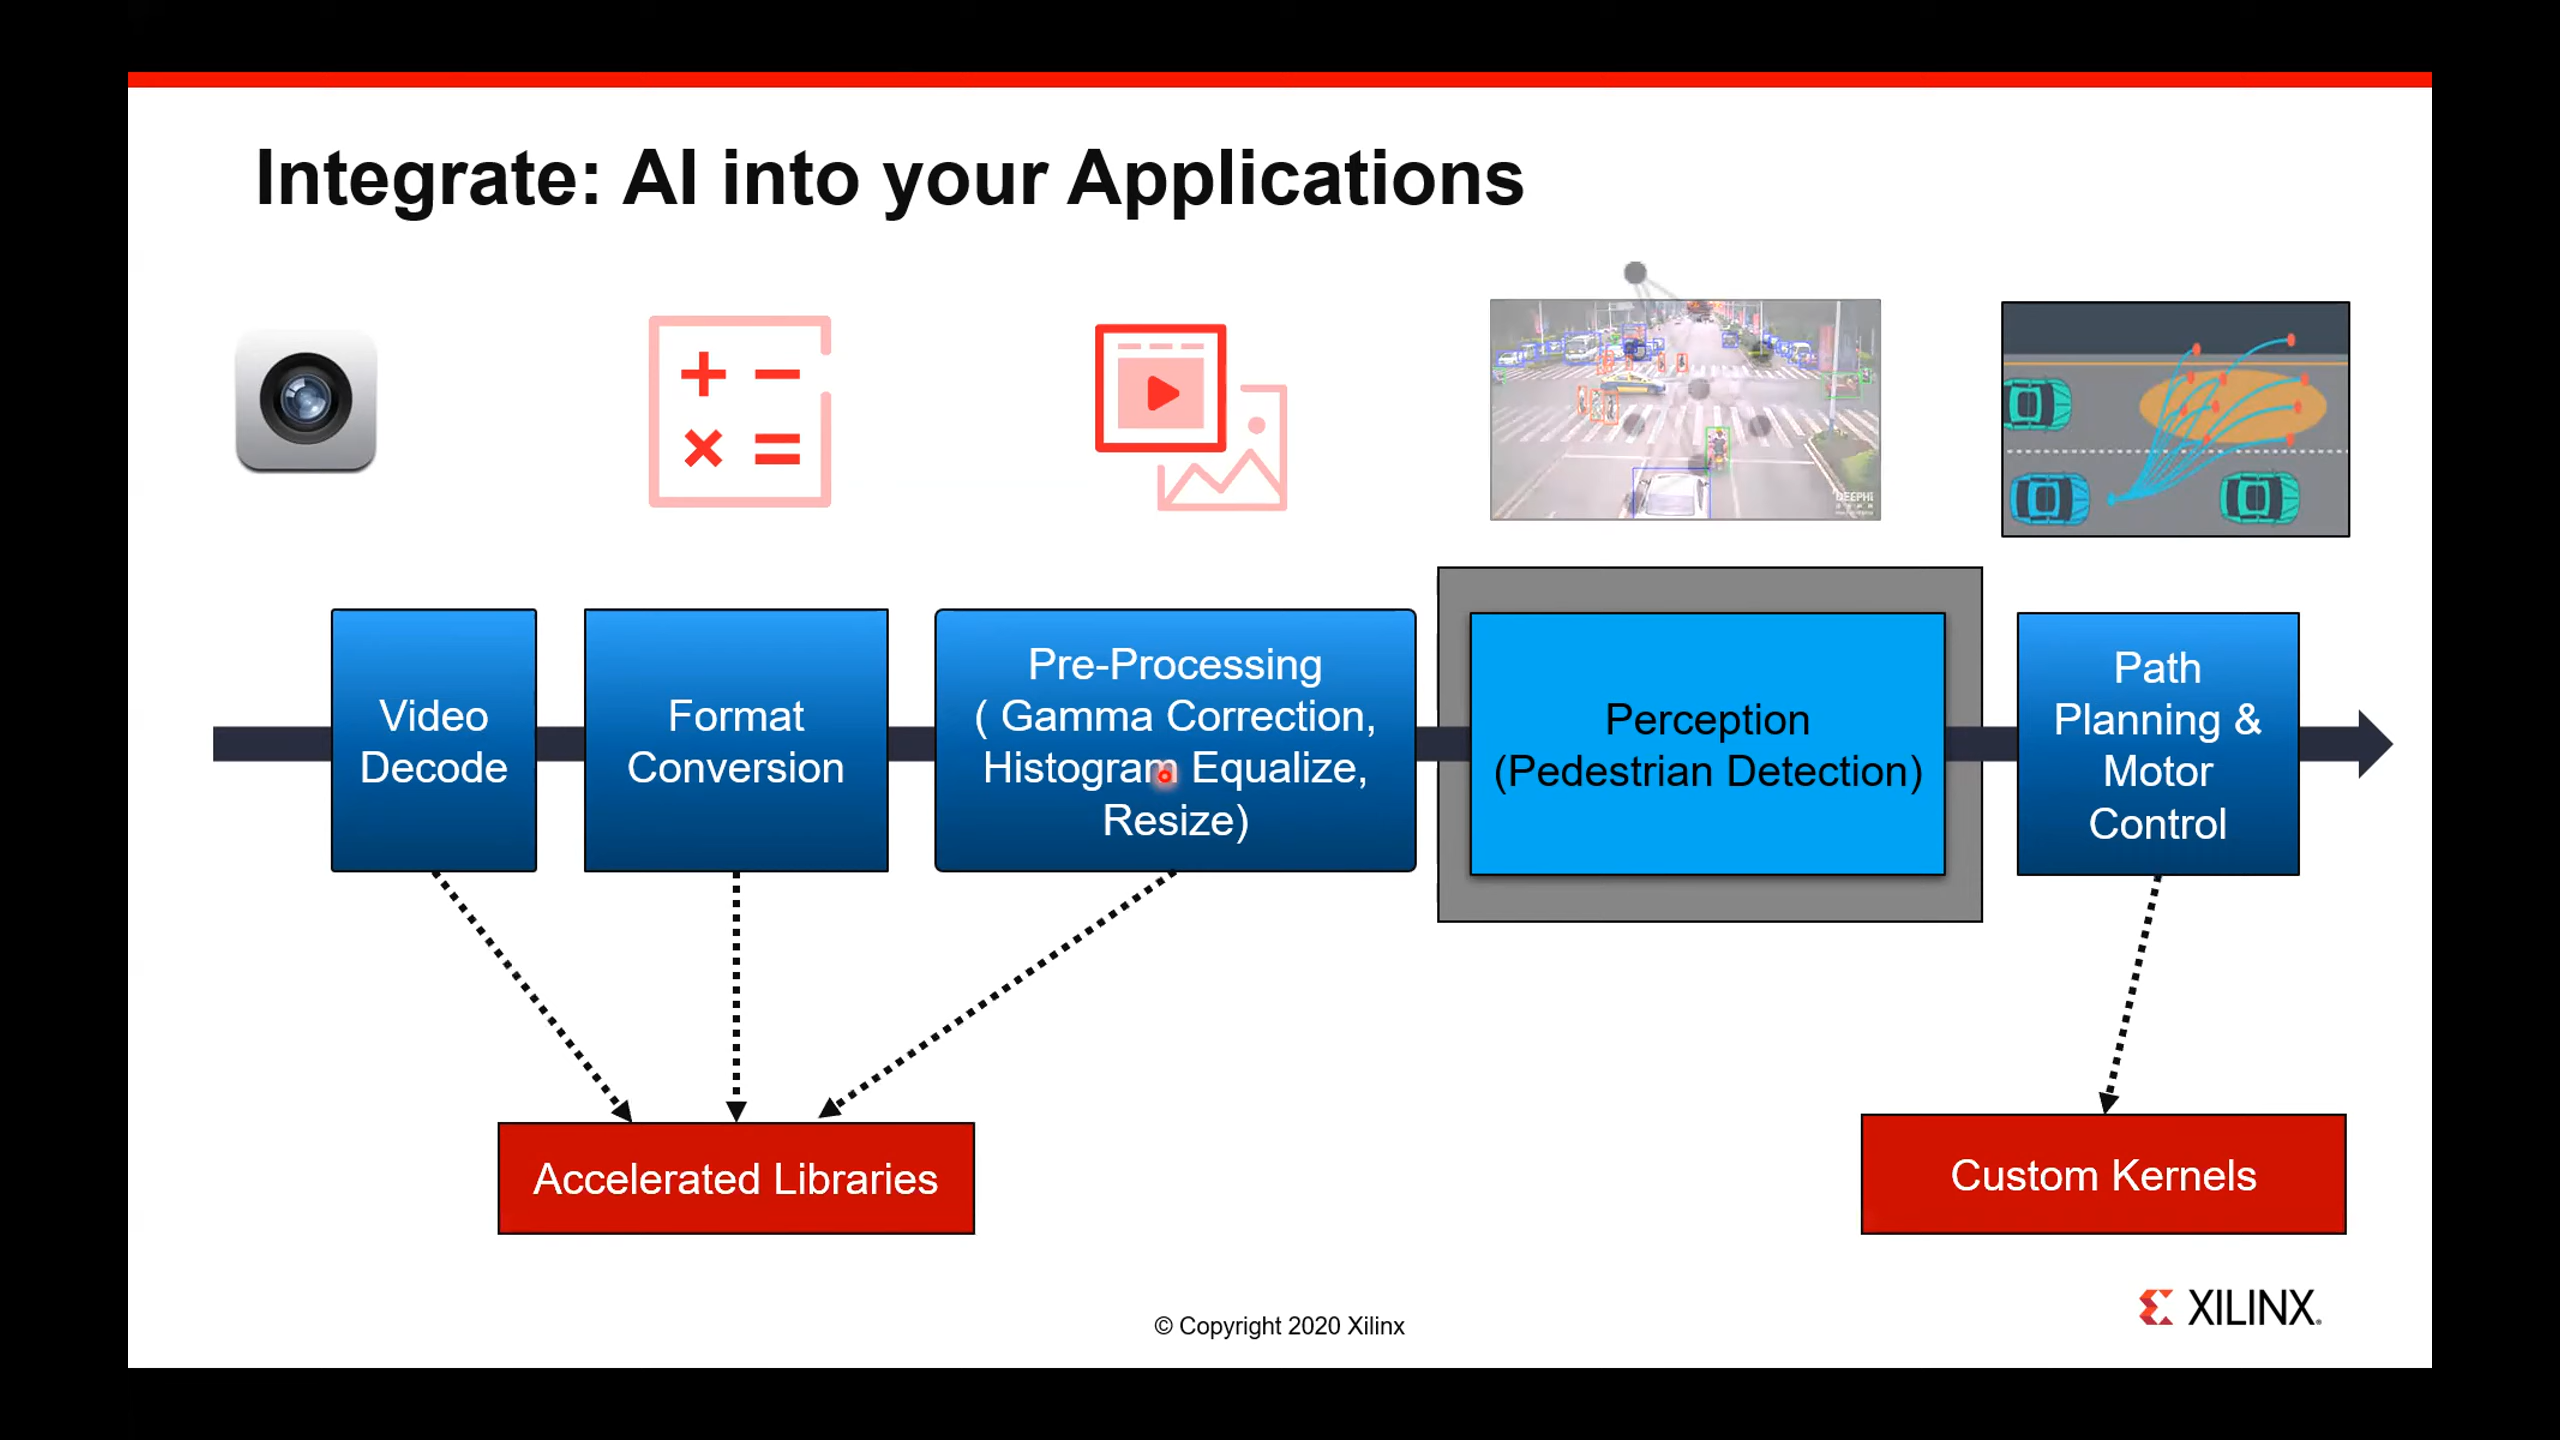 Integrate: AI into your Applications
DEEPHi
Video
Decode
Format
Conversion
Pre-Processing
( Gamma Correction,
Histogram Equalize,
Resize)
Perception
(Pedestrian Detection)
Path
Planning &
Motor
Control
Accelerated Libraries
Custom Kernels
© Copyright 2020 Xilinx
XILINX.